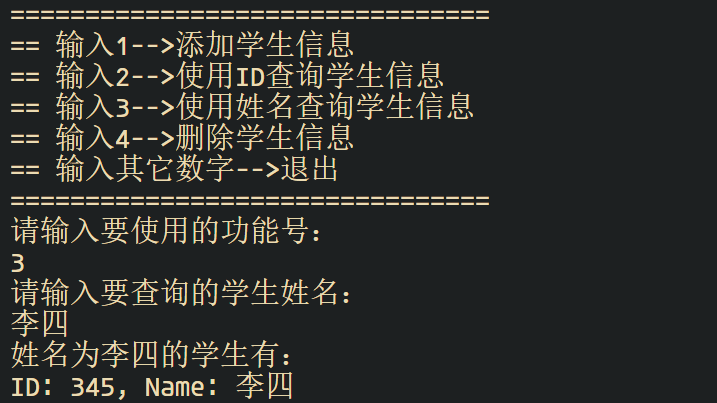 ================================
== 输入1-->添加学生信息
== 输入2-->使用ID查询学生信息
== 输入3-->使用姓名查询学生信息
== 输入4-->删除学生信息
== 输入其它数字-->退出
================================
请输入要使用的功能号：
3
请输入要查询的学生姓名：
李四
姓名为李四的学生有：
ID: 345, Name: 李四